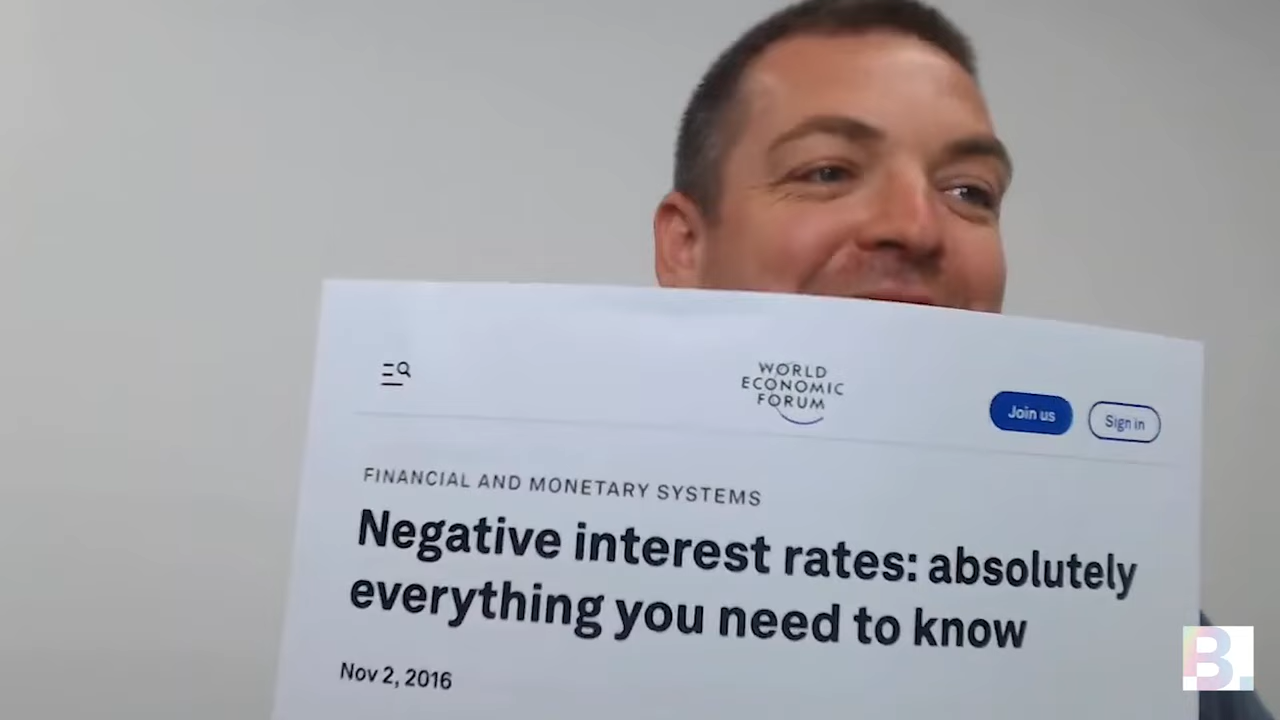 WORLD
ECONOMIC
FORUM
Join us
Sign in
FINANCIAL AND MONETARY SYSTEMS
Negative interest rates: absolutely
everything you need to know
Nov 2, 2016
B.